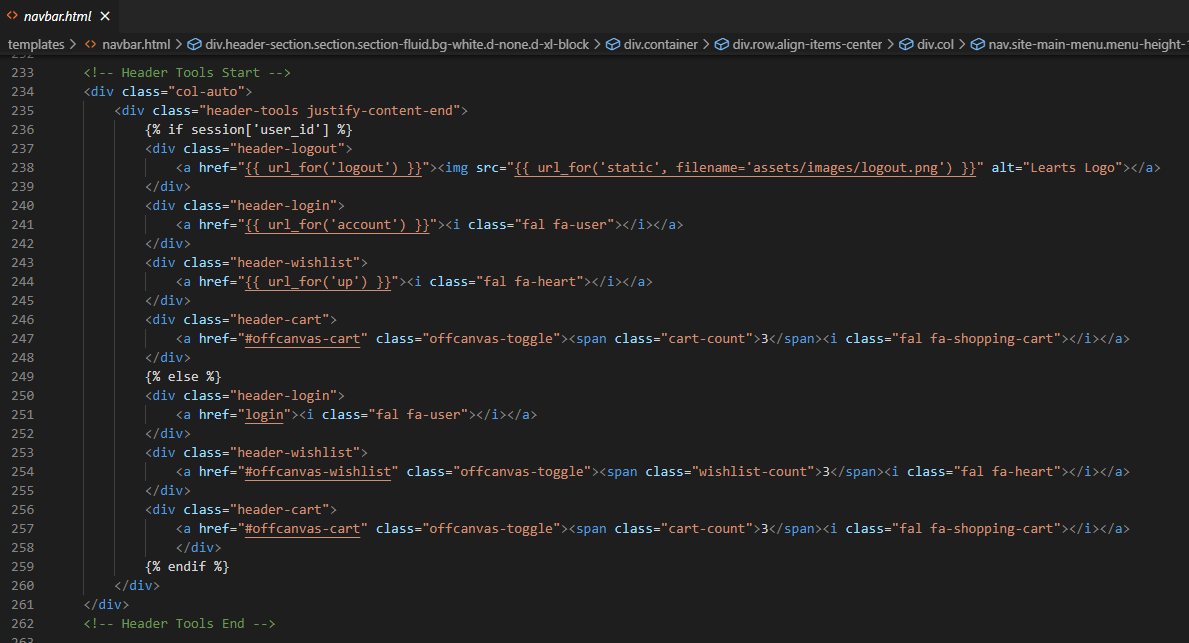 navbar.html
templates > navbar.html > div.header-section.section.section-fluid.bg-white.d-none.d-xl-block > div.container > div.row.align-items-center > div.col > nav.site-main-menu.menu-height-1
233 <!-- Header Tools Start -->
234 <div class="col-auto">
235 <div class="header-tools justify-content-end">
236 {% if session['user_id'] %}
237 <div class="header-logout">
238 <a href="{{ url_for('logout') }}"><img src="{{ url_for('static', filename='assets/images/logout.png') }}" alt="Learts Logo"></a>
239 </div>
240 <div class="header-login">
241 <a href="{{ url_for('account') }}"><i class="fal fa-user"></i></a>
242 </div>
243 <div class="header-wishlist">
244 <a href="{{ url_for('up') }}"><i class="fal fa-heart"></i></a>
245 </div>
246 <div class="header-cart">
247 <a href="#offcanvas-cart" class="offcanvas-toggle"><span class="cart-count">3</span><i class="fal fa-shopping-cart"></i></a>
248 </div>
249 {% else %}
250 <div class="header-login">
251 <a href="login"><i class="fal fa-user"></i></a>
252 </div>
253 <div class="header-wishlist">
254 <a href="#offcanvas-wishlist" class="offcanvas-toggle"><span class="wishlist-count">3</span><i class="fal fa-heart"></i></a>
255 </div>
256 <div class="header-cart">
257 <a href="#offcanvas-cart" class="offcanvas-toggle"><span class="cart-count">3</span><i class="fal fa-shopping-cart"></i></a>
258 </div>
259 {% endif %}
260 </div>
261 </div>
262 <!-- Header Tools End -->